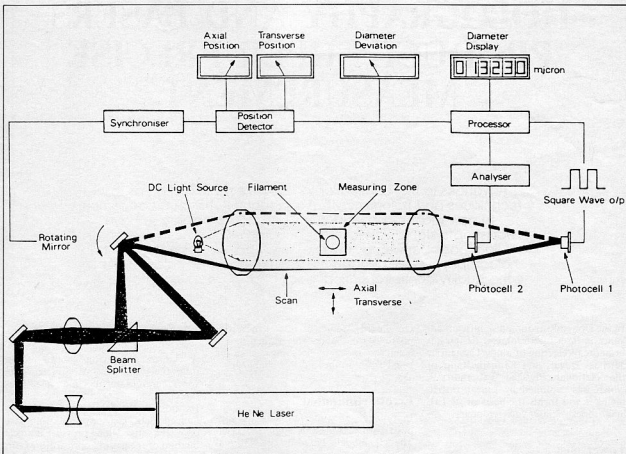 Axial
Position
Transverse
Position
Diameter
Deviation
Diameter
Display
013230
micron
Synchroniser
Position
Detector
Processor
Analyser
Square Wave o/p
DC Light Source
Filament
Measuring Zone
Rotating
Mirror
Scan
Axial
Transverse
Photocell 2
Photocell 1
Beam
Splitter
He Ne Laser